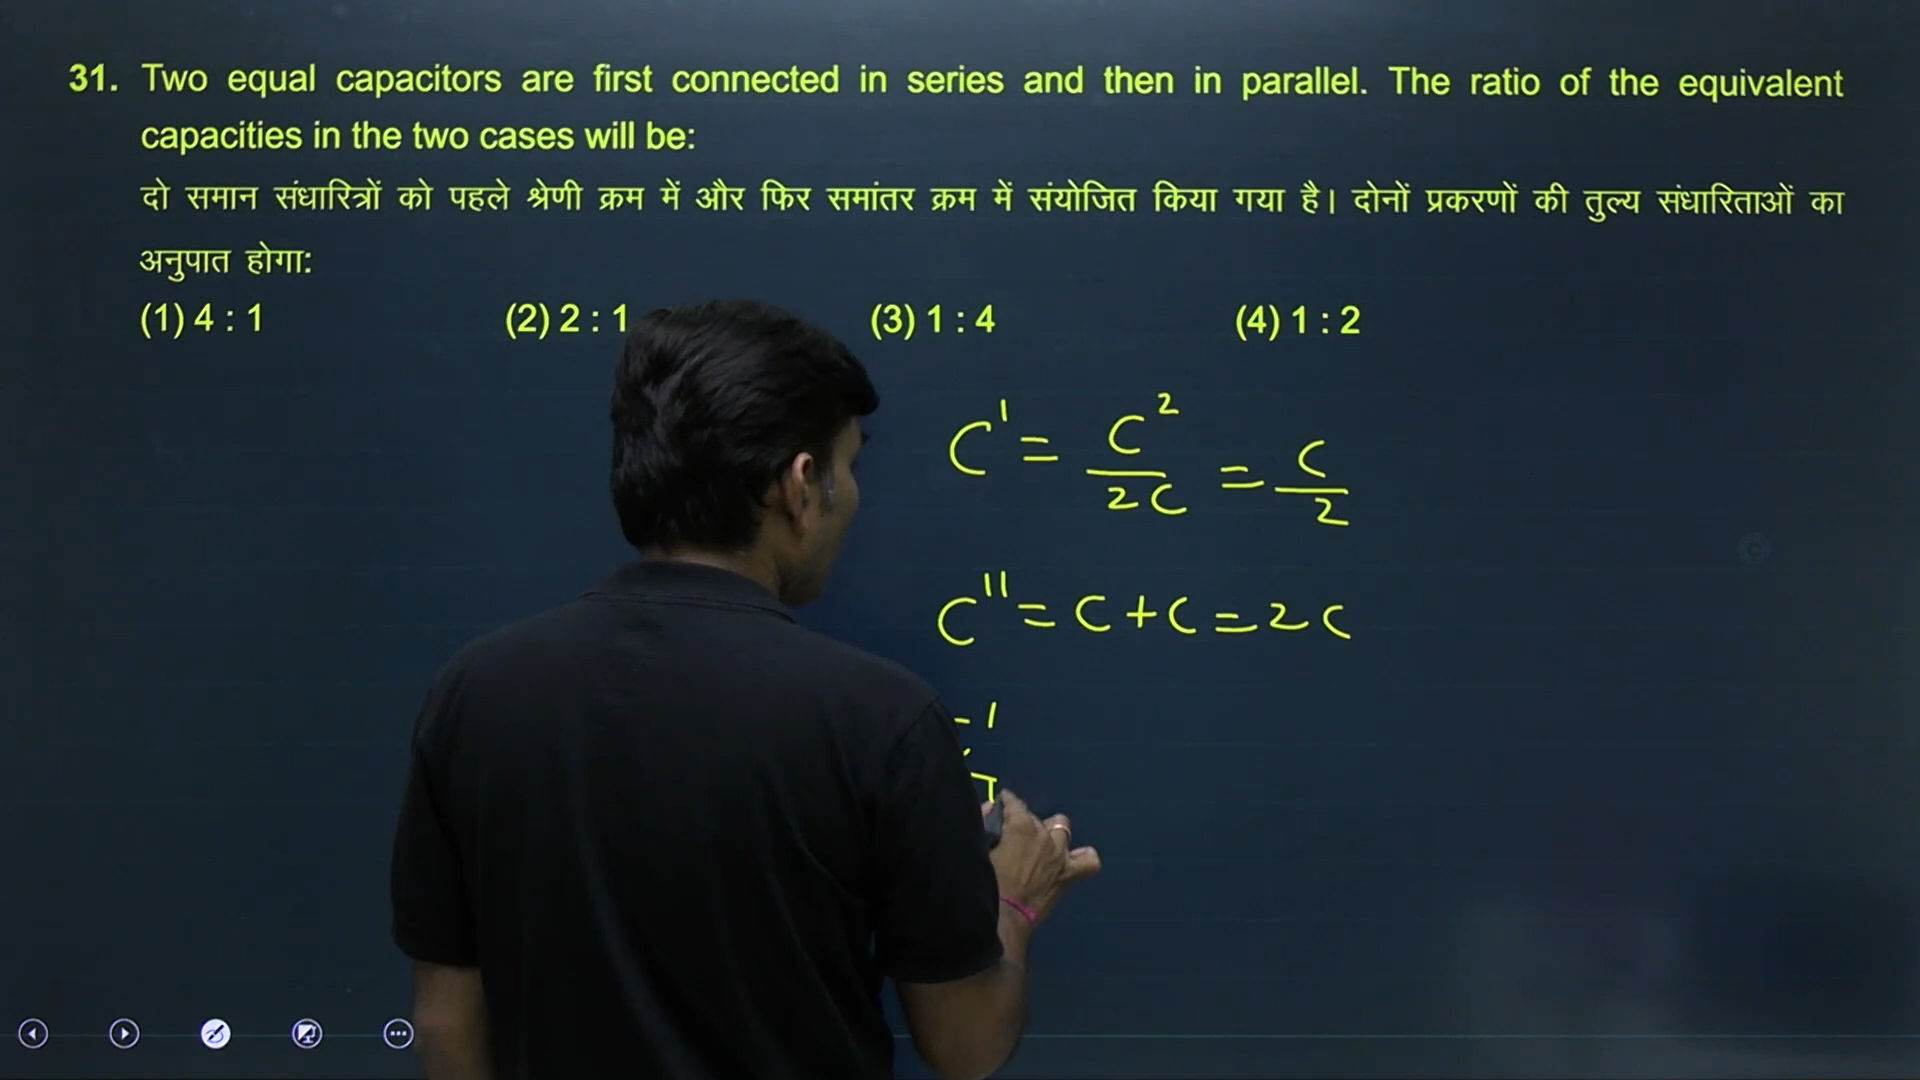 31. Two equal capacitors are first connected in series and then in parallel. The ratio of the equivalent
capacities in the two cases will be:
दो समान संधारित्रों को पहले श्रेणी क्रम में और फिर समांतर क्रम में संयोजित किया गया है। दोनों प्रकरणों की तुल्य संधारिताओं का
अनुपात होगा:
(1) 4 : 1 (2) 2 : 1 (3) 1 : 4 (4) 1 : 2
C' = C²/2C = C/2
C'' = C + C = 2C